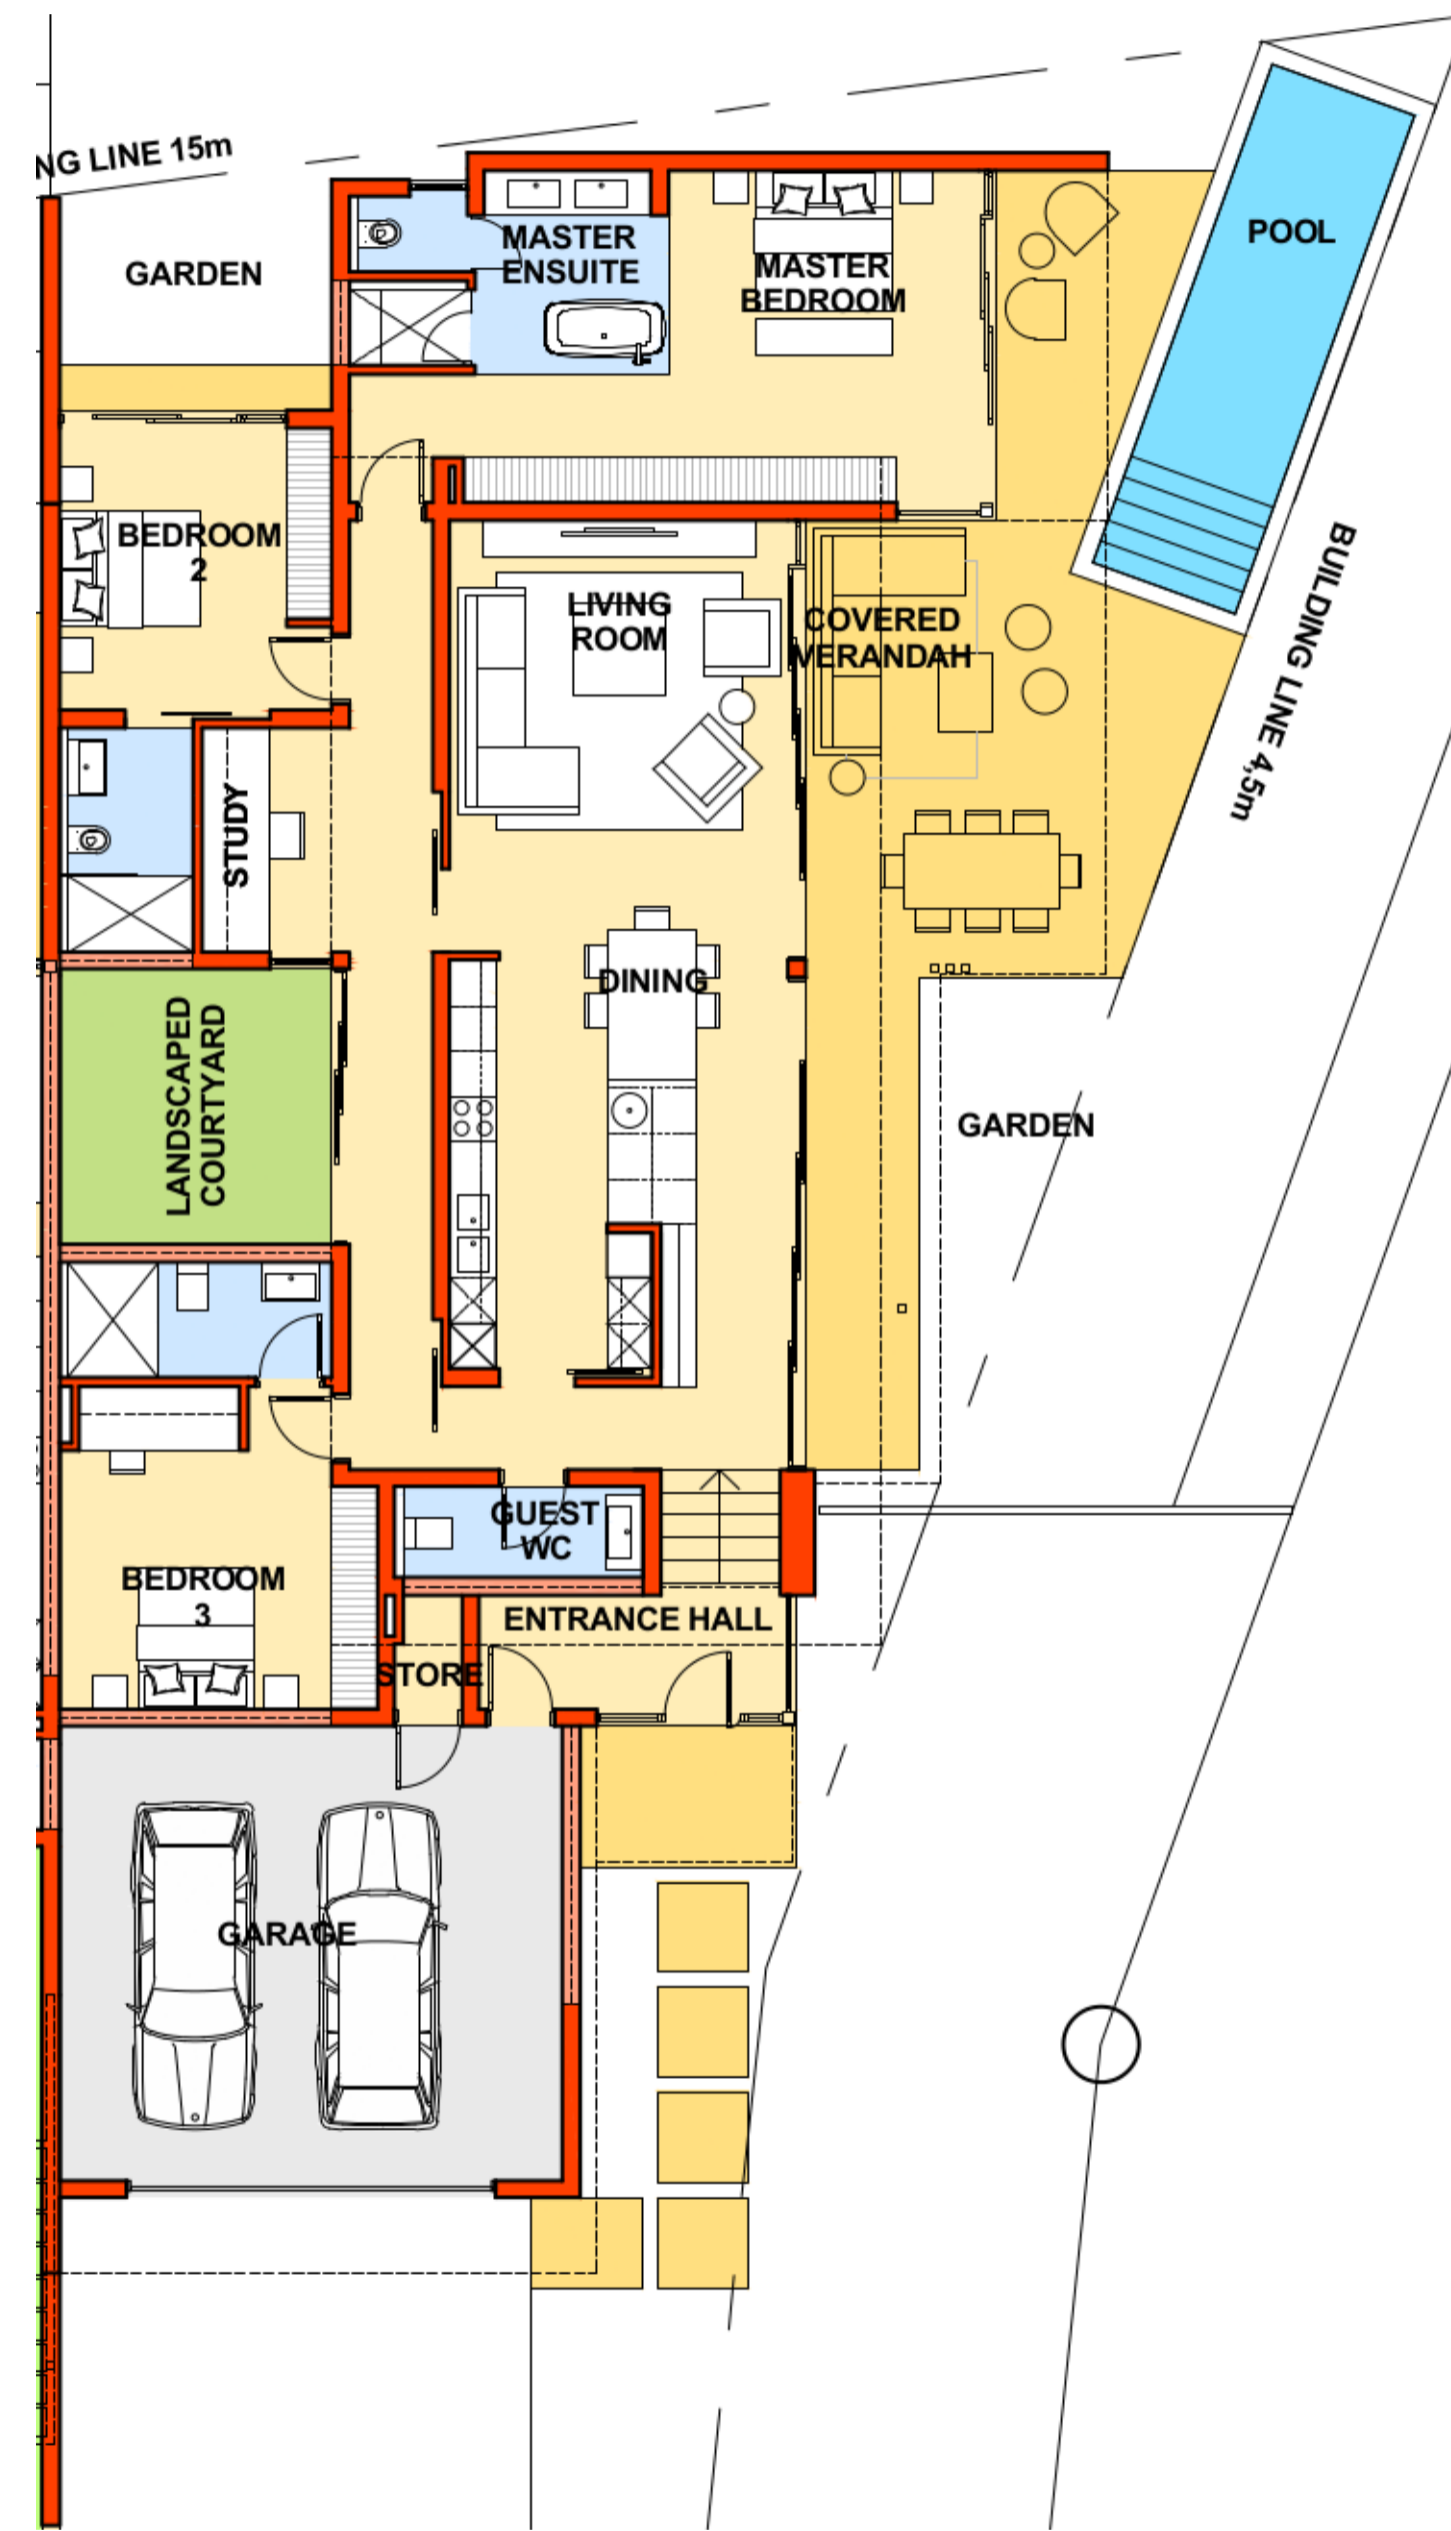 NG LINE 15m
GARDEN
MASTER
ENSUITE
MASTER
BEDROOM
POOL
BEDROOM
2
LIVING
ROOM
COVERED
VERANDAH
BUILDING LINE 4,5m
STUDY
DINING
LANDSCAPED
COURTYARD
GARDEN
GUEST
WC
BEDROOM
3
ENTRANCE HALL
STORE
GARAGE